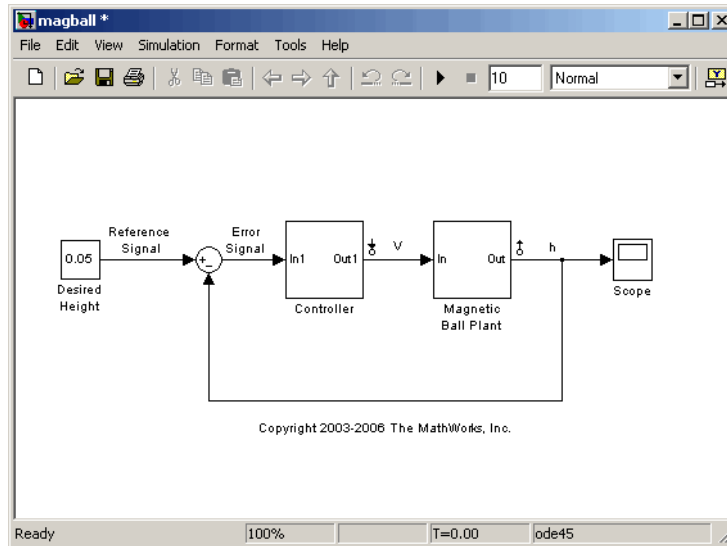 magball *
File Edit View Simulation Format Tools Help
10 Normal
Reference
Signal
Error
Signal
0.05
+
-
In1 Out1
V
In Out
h
Desired
Height
Controller
Magnetic
Ball Plant
Scope
Copyright 2003-2006 The MathWorks, Inc.
Ready 100% T=0.00 ode45